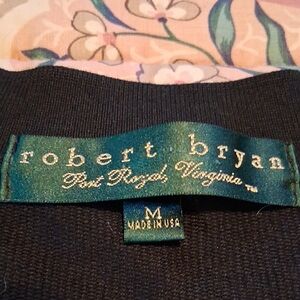 robert bryan
Port Royal, Virginia ™
M
MADE IN USA